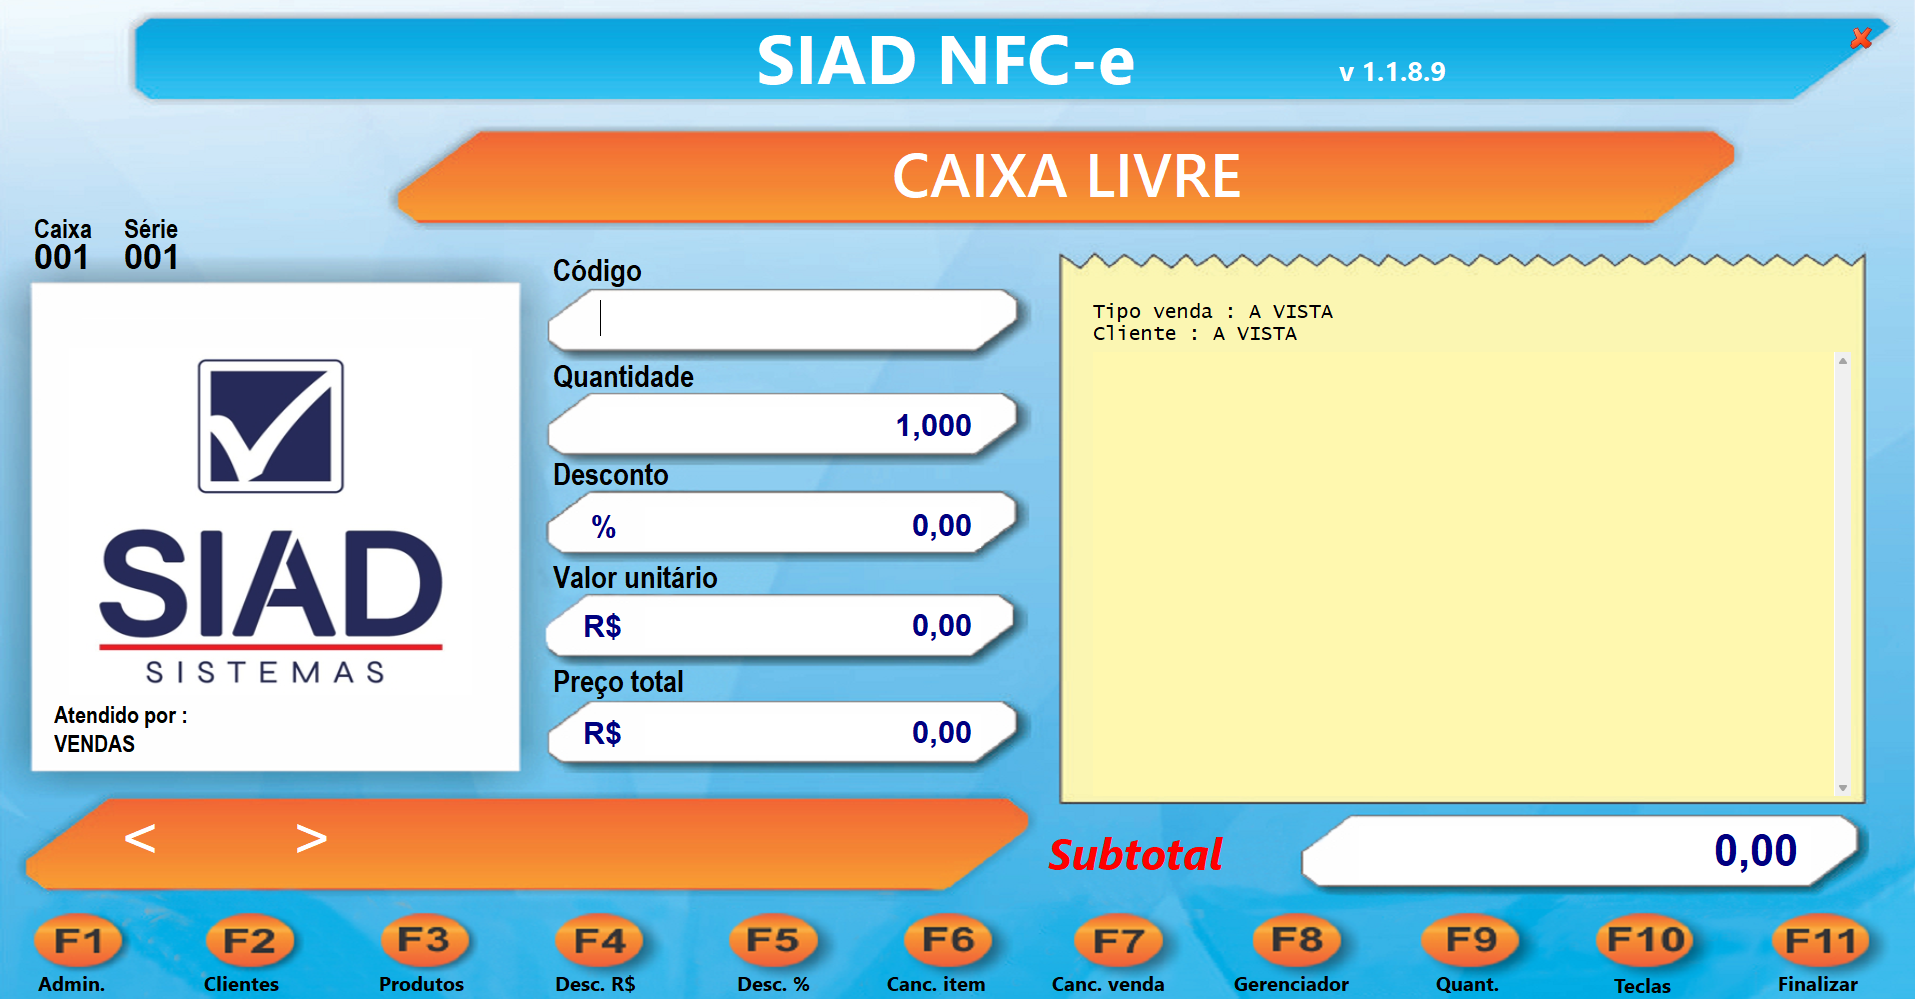 SIAD NFC-e
v 1.1.8.9
CAIXA LIVRE
Caixa Série
001 001
SIAD
SISTEMAS
Atendido por :
VENDAS
Código
Quantidade
1,000
Desconto
% 0,00
Valor unitário
R$ 0,00
Preço total
R$ 0,00
Tipo venda : A VISTA
Cliente : A VISTA
< >
Subtotal 0,00
F1 F2 F3 F4 F5 F6 F7 F8 F9 F10 F11
Admin. Clientes Produtos Desc. R$ Desc. % Canc. item Canc. venda Gerenciador Quant. Teclas Finalizar